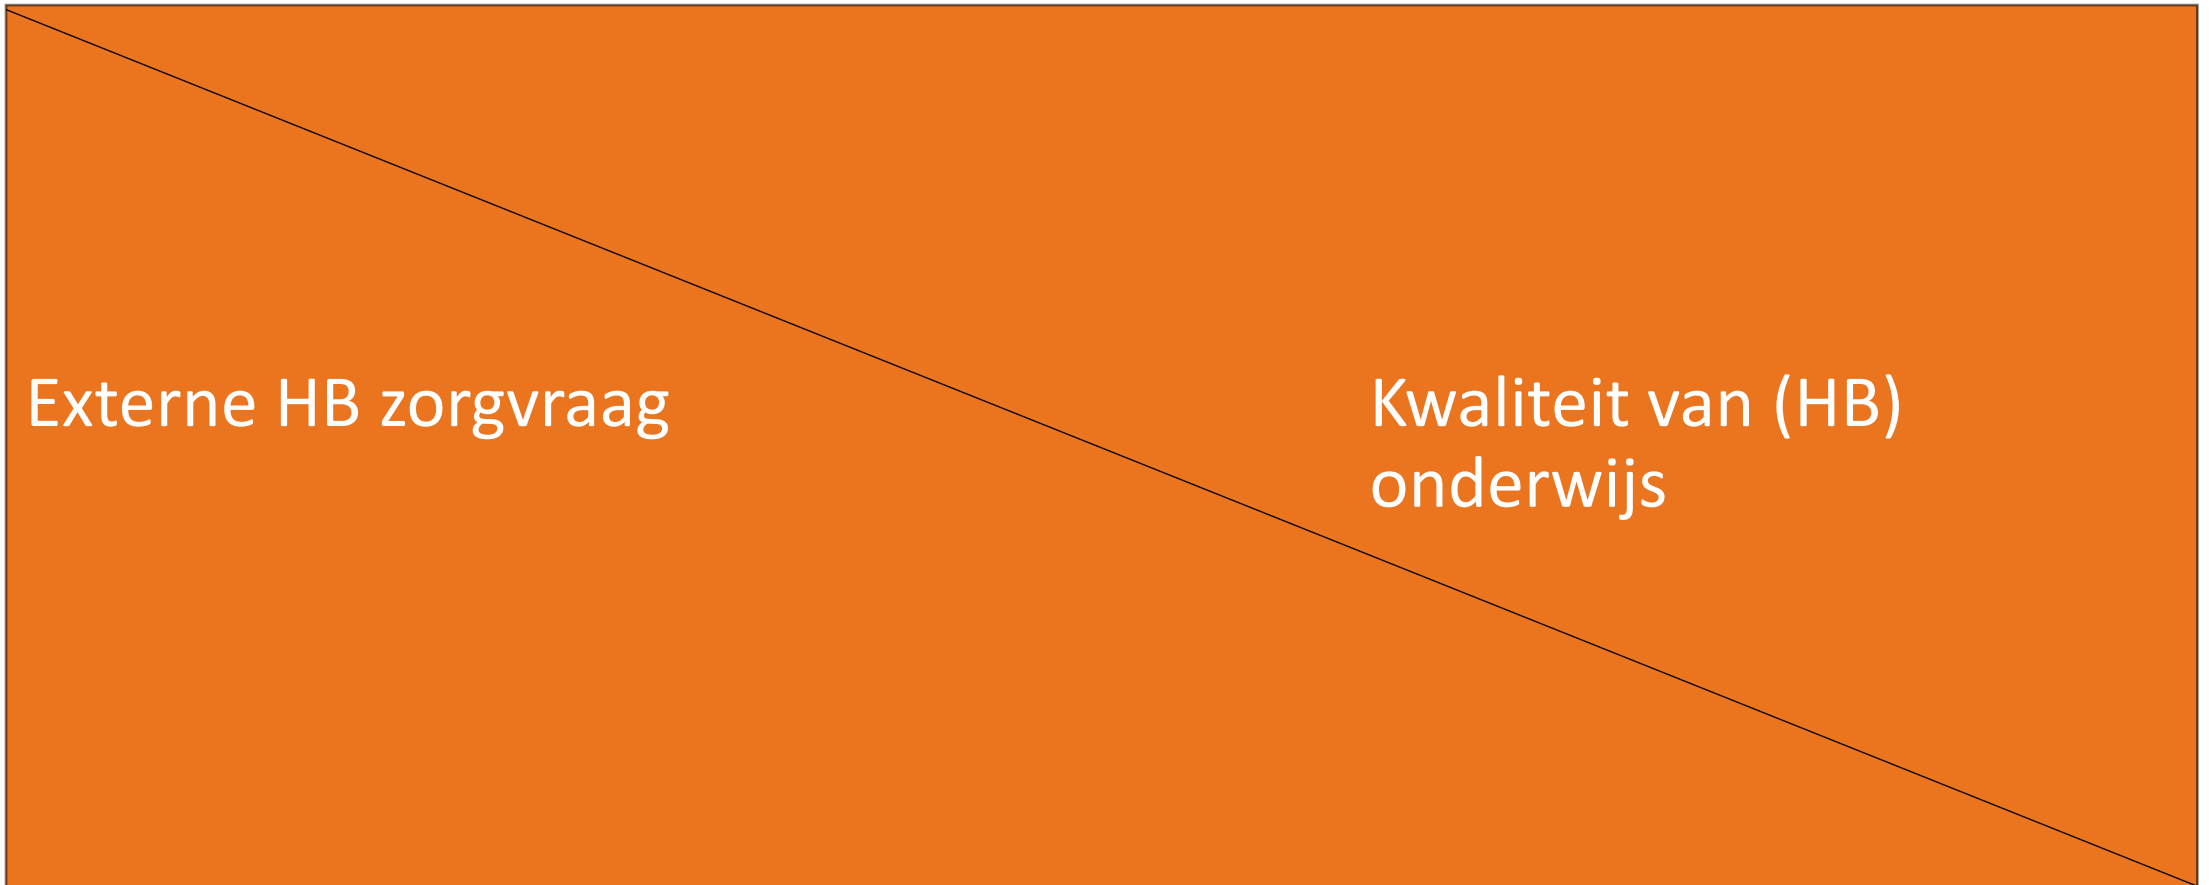 Externe HB zorgvraag
Kwaliteit van (HB)
onderwijs